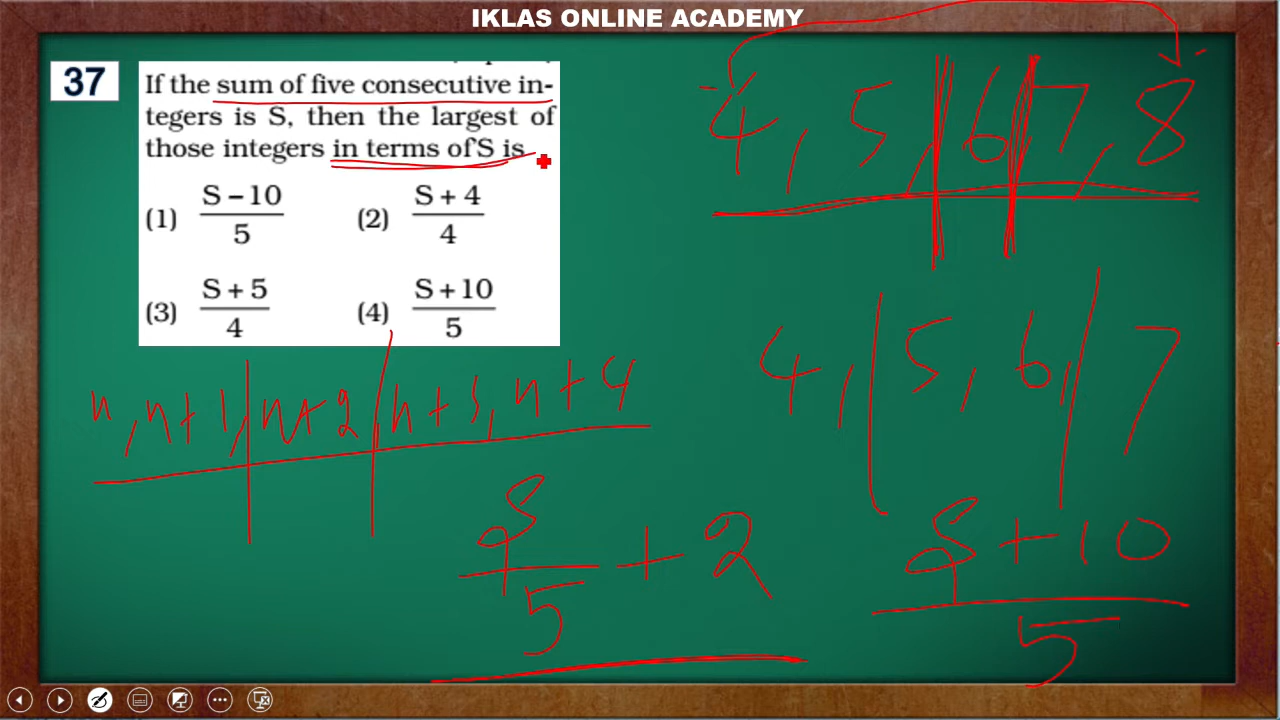 IKLAS ONLINE ACADEMY
37
If the sum of five consecutive in-
tegers is S, then the largest of
those integers in terms of S is
(1) S – 10 / 5 (2) S + 4 / 4
(3) S + 5 / 4 (4) S + 10 / 5
4, 5, 6, 7, 8
4, 5, 6, 7
n, n+1, n+2, n+3, n+4
S/5 + 2
S+10/5